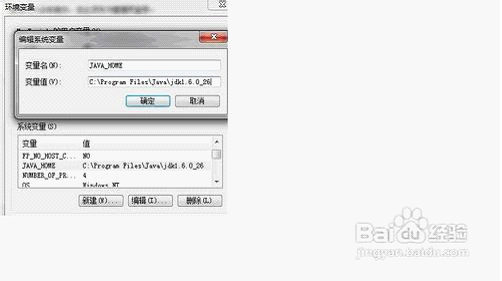 环境变量
编辑系统变量
变量名(N): JAVA_HOME
变量值(V): C:\Program Files\Java\jdk1.6.0_26
确定 取消
系统变量(S)
变量 值
FP_NO_HOST_C... NO
JAVA_HOME C:\Program Files\Java\jdk1.6.0_26
NUMBER_OF_PR... 4
OS Windows_NT
新建(W)... 编辑(I)... 删除(L)
Baidu 经验
jingyan.baidu.com